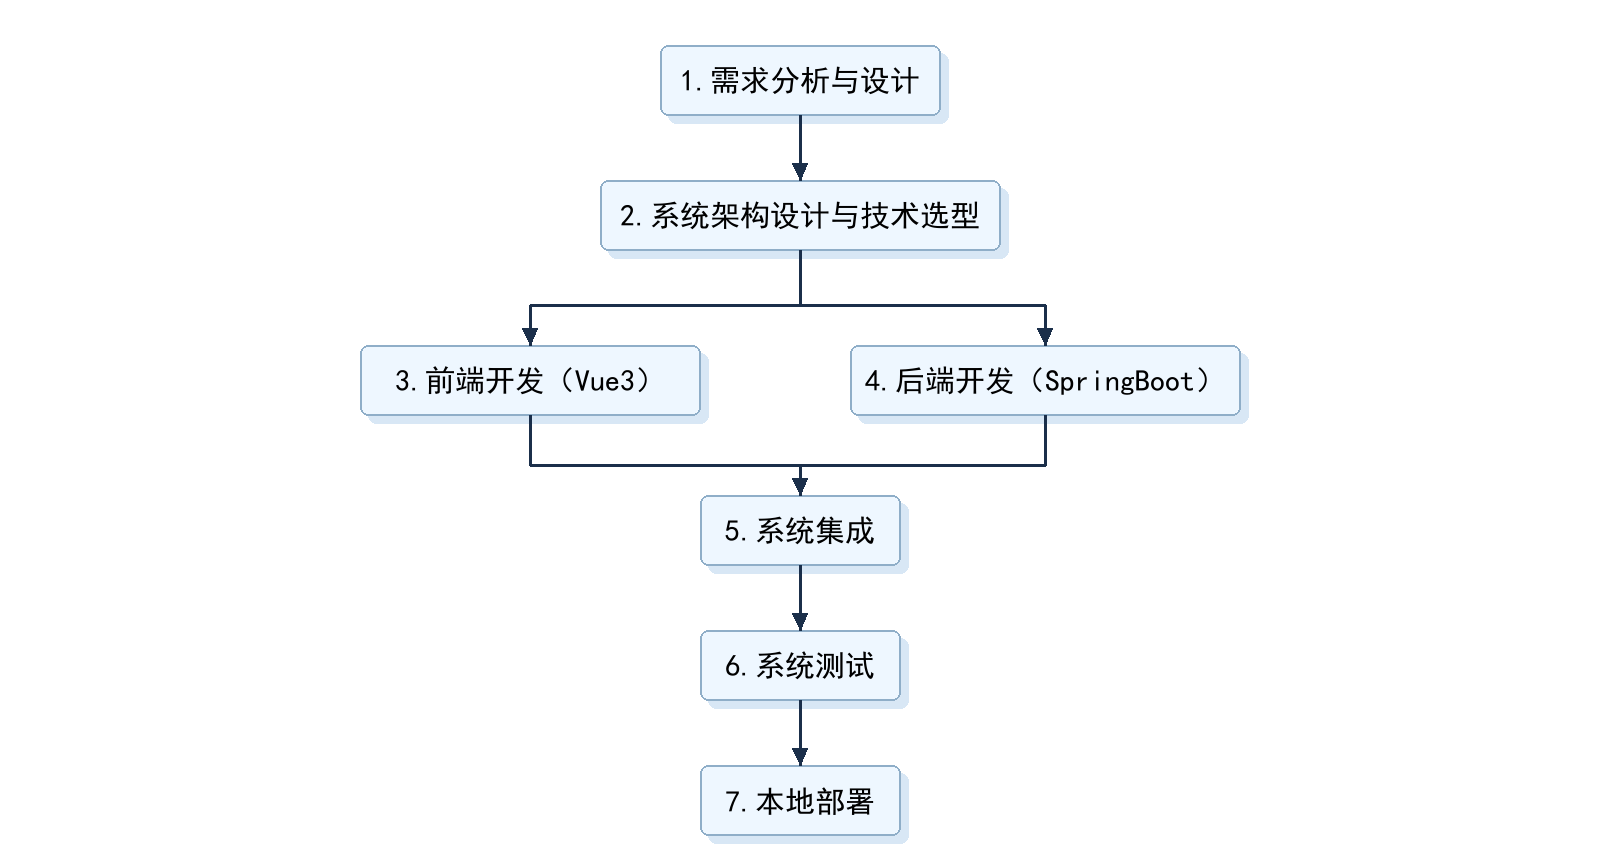 1.需求分析与设计
2.系统架构设计与技术选型
3.前端开发（Vue3）
4.后端开发（SpringBoot）
5.系统集成
6.系统测试
7.本地部署